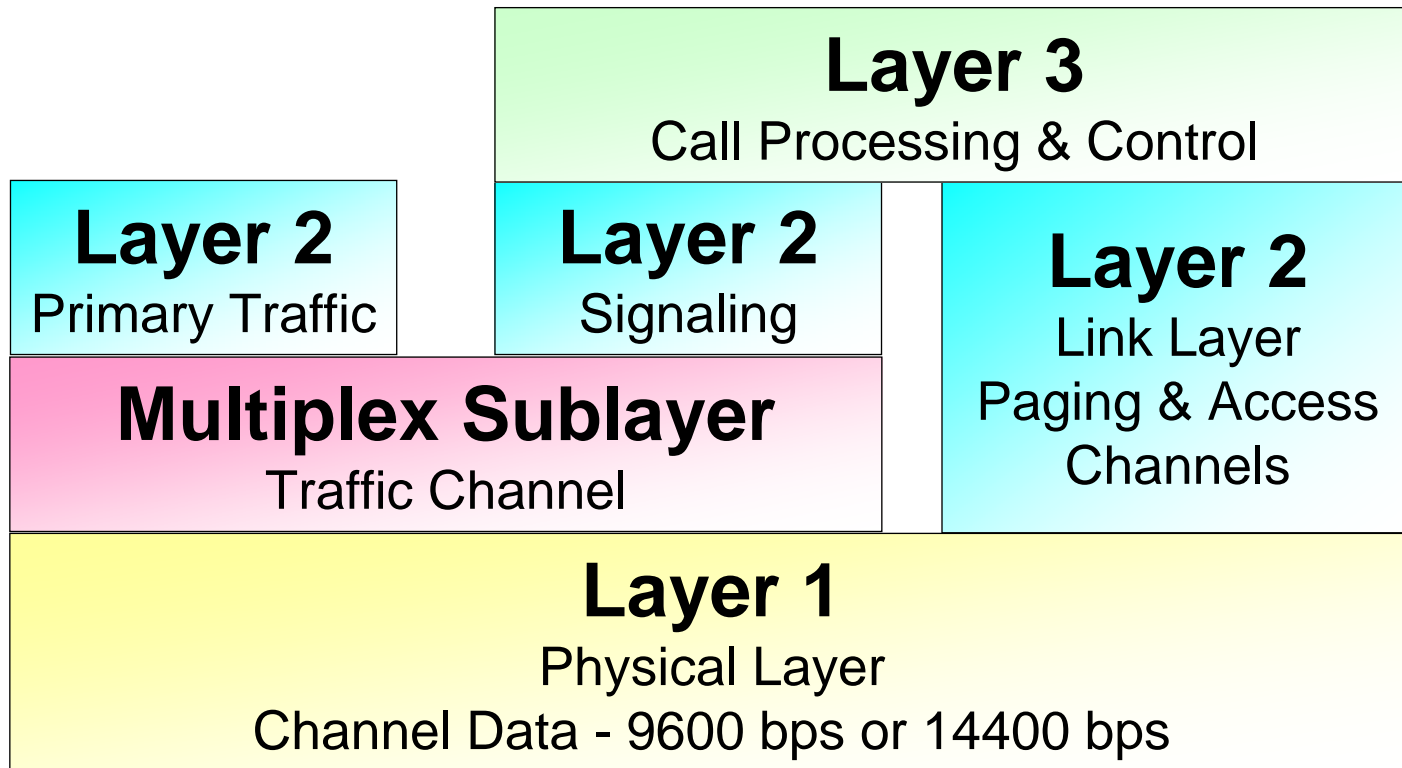 Layer 3
Call Processing & Control
Layer 2
Primary Traffic
Layer 2
Signaling
Layer 2
Link Layer
Paging & Access
Channels
Multiplex Sublayer
Traffic Channel
Layer 1
Physical Layer
Channel Data - 9600 bps or 14400 bps